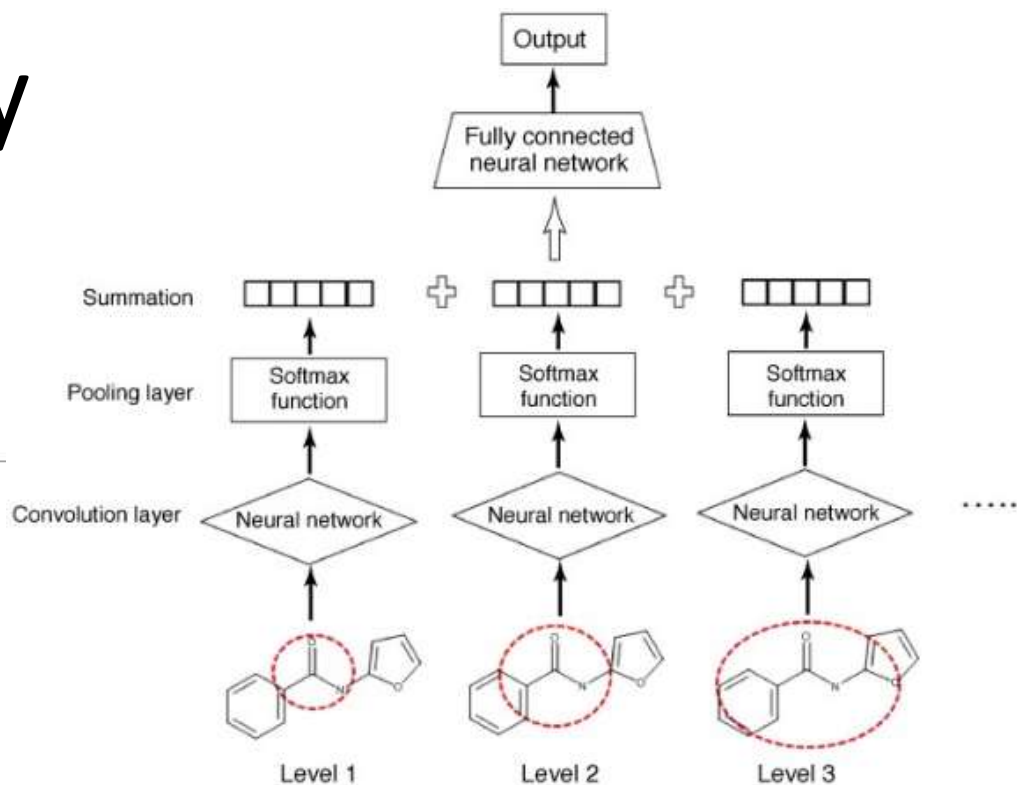 y
Output
Fully connected
neural network
Summation
Pooling layer
Softmax
function
Softmax
function
Softmax
function
Convolution layer
Neural network
Neural network
Neural network
.....
O
N
O
O
N
O
O
N
O
Level 1
Level 2
Level 3